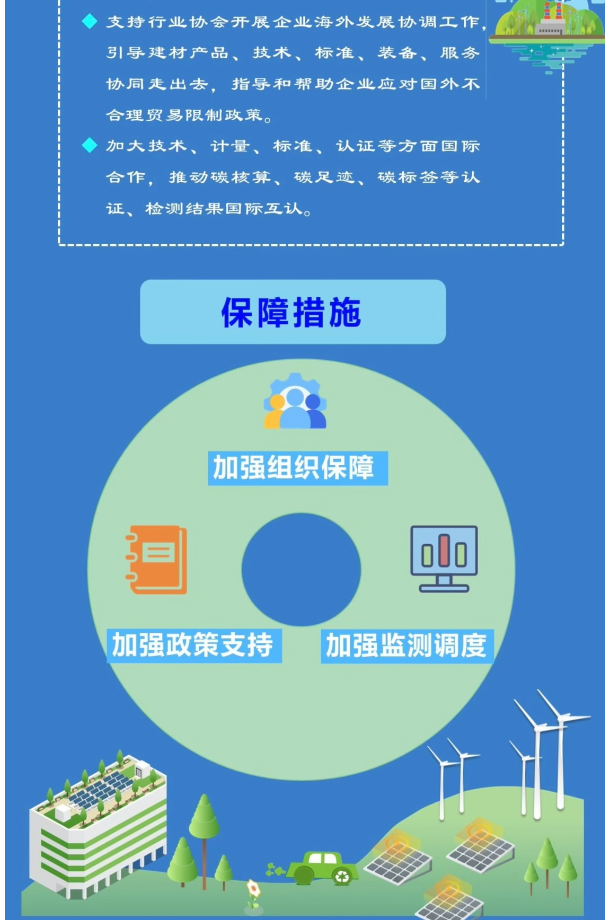 支持行业协会开展企业海外发展协调工作,
引导建材产品、技术、标准、装备、服务
协同走出去，指导和帮助企业应对国外不
合理贸易限制政策。
加大技术、计量、标准、认证等方面国际
合作，推动碳核算、碳足迹、碳标签等认
证、检测结果国际互认。
保障措施
加强组织保障
加强政策支持
加强监测调度